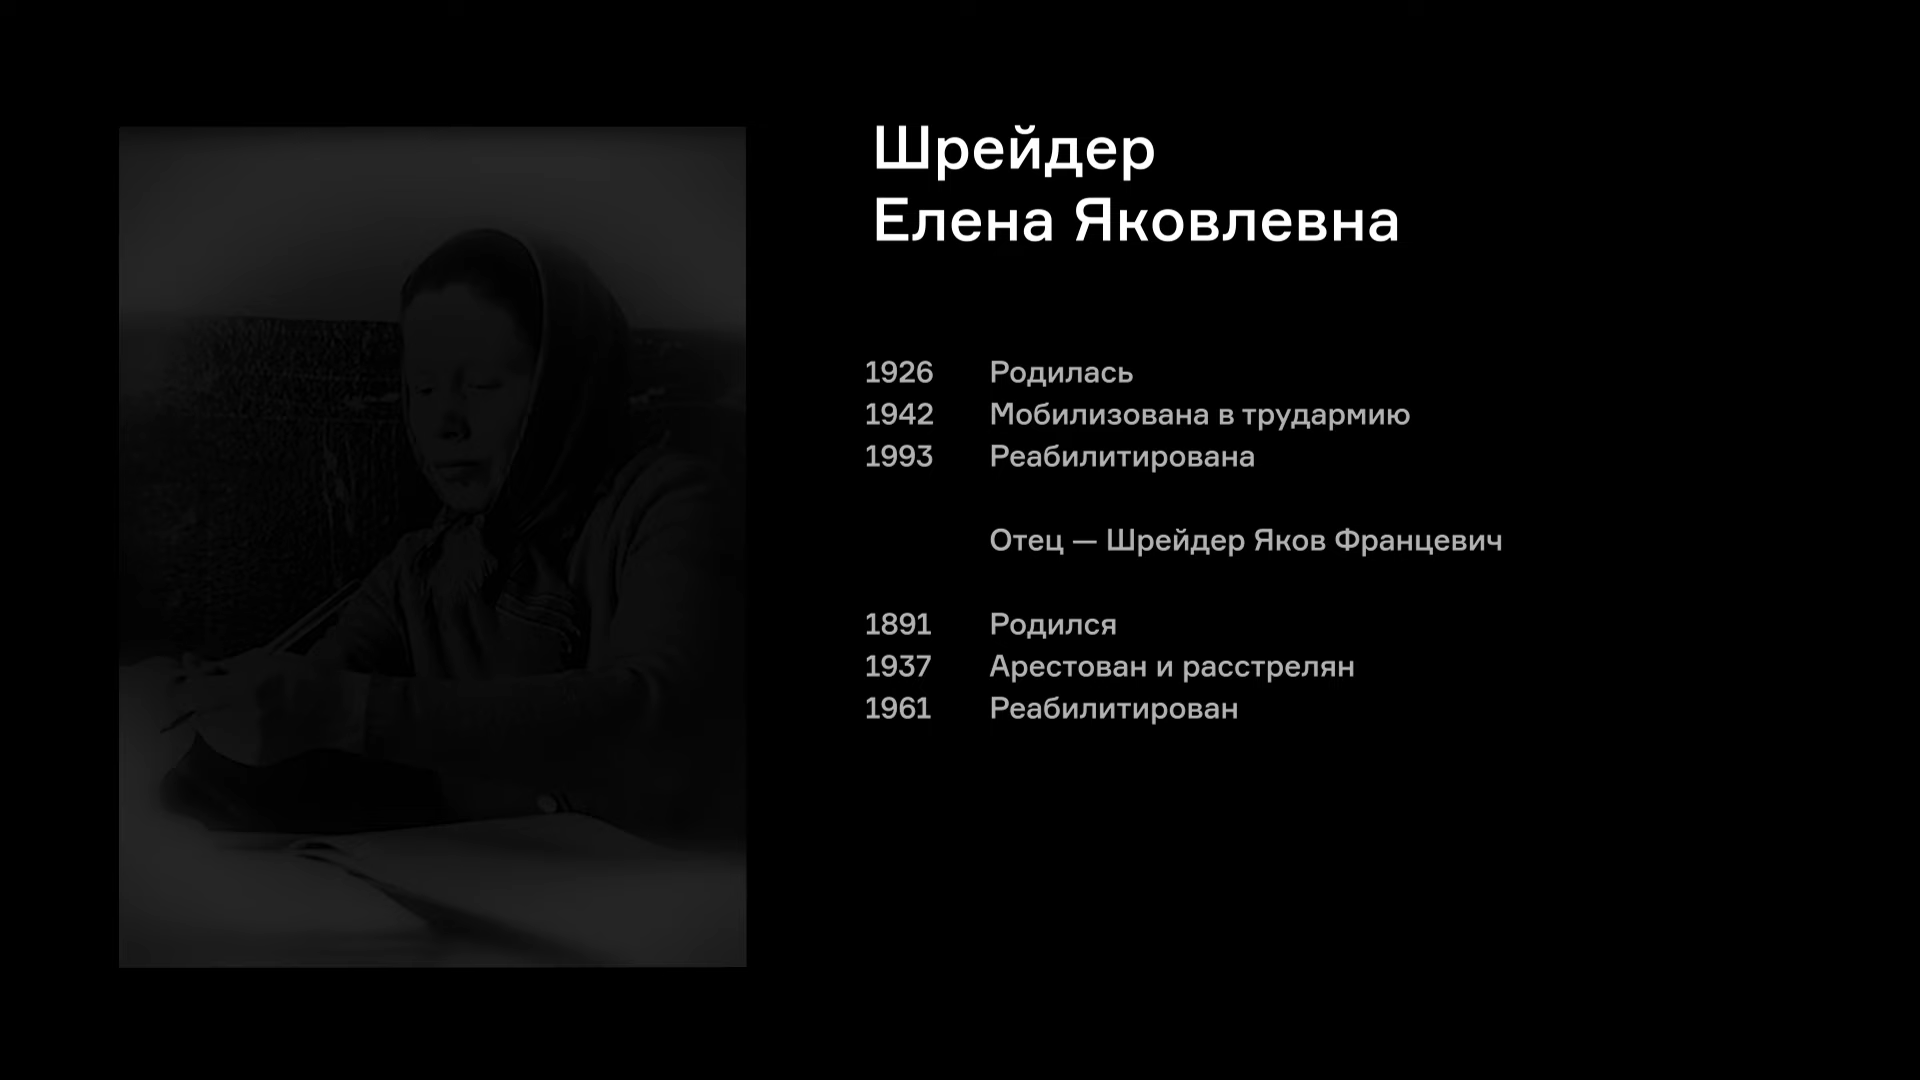 Шрейдер
Елена Яковлевна
1926 Родилась
1942 Мобилизована в трудармию
1993 Реабилитирована
Отец — Шрейдер Яков Францевич
1891 Родился
1937 Арестован и расстрелян
1961 Реабилитирован